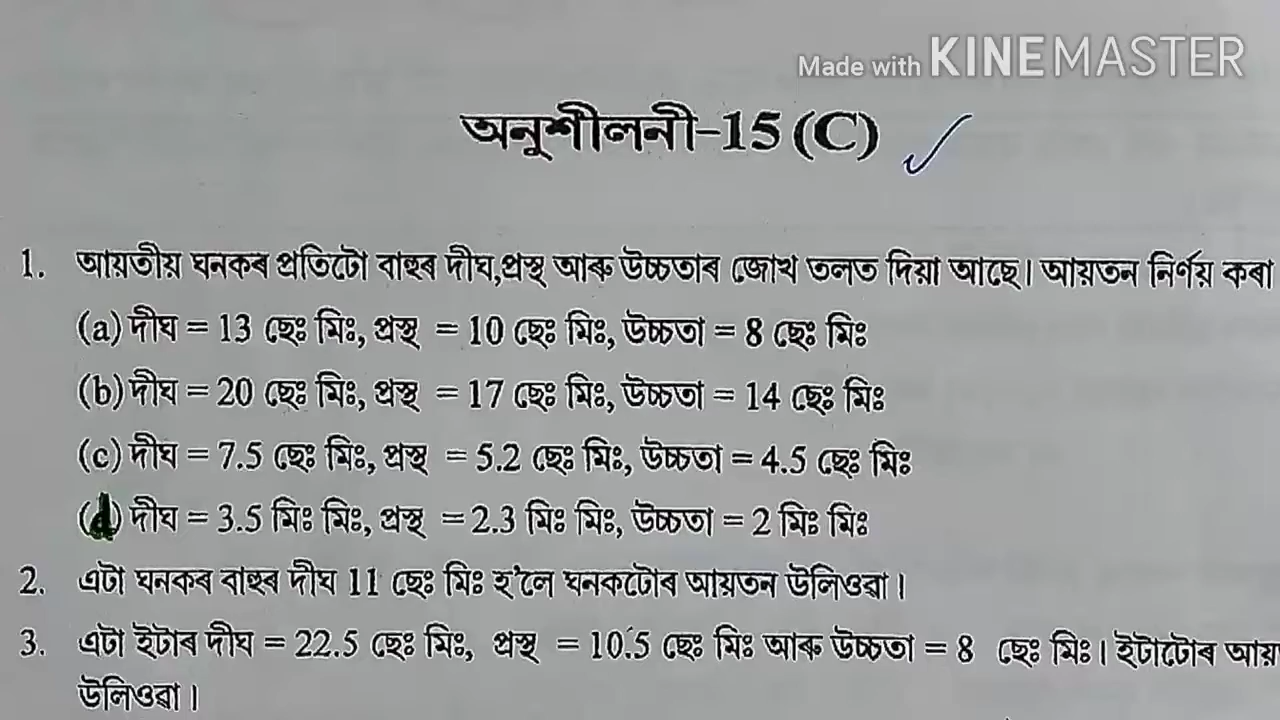 Made with KINEMASTER
অনুশীলনী-15 (C)
1. আয়তীয় ঘনকৰ প্ৰতিটো বাহুৰ দীঘ,প্ৰস্থ আৰু উচ্চতাৰ জোখ তলত দিয়া আছে। আয়তন নিৰ্ণয় কৰা
(a) দীঘ = 13 ছেঃ মিঃ, প্ৰস্থ = 10 ছেঃ মিঃ, উচ্চতা = 8 ছেঃ মিঃ
(b) দীঘ = 20 ছেঃ মিঃ, প্ৰস্থ = 17 ছেঃ মিঃ, উচ্চতা = 14 ছেঃ মিঃ
(c) দীঘ = 7.5 ছেঃ মিঃ, প্ৰস্থ = 5.2 ছেঃ মিঃ, উচ্চতা = 4.5 ছেঃ মিঃ
(d) দীঘ = 3.5 মিঃ মিঃ, প্ৰস্থ = 2.3 মিঃ মিঃ, উচ্চতা = 2 মিঃ মিঃ
2. এটা ঘনকৰ বাহুৰ দীঘ 11 ছেঃ মিঃ হ'লে ঘনকটোৰ আয়তন উলিওৱা।
3. এটা ইটাৰ দীঘ = 22.5 ছেঃ মিঃ, প্ৰস্থ = 10.5 ছেঃ মিঃ আৰু উচ্চতা = 8 ছেঃ মিঃ। ইটাটোৰ
উলিওৱা।